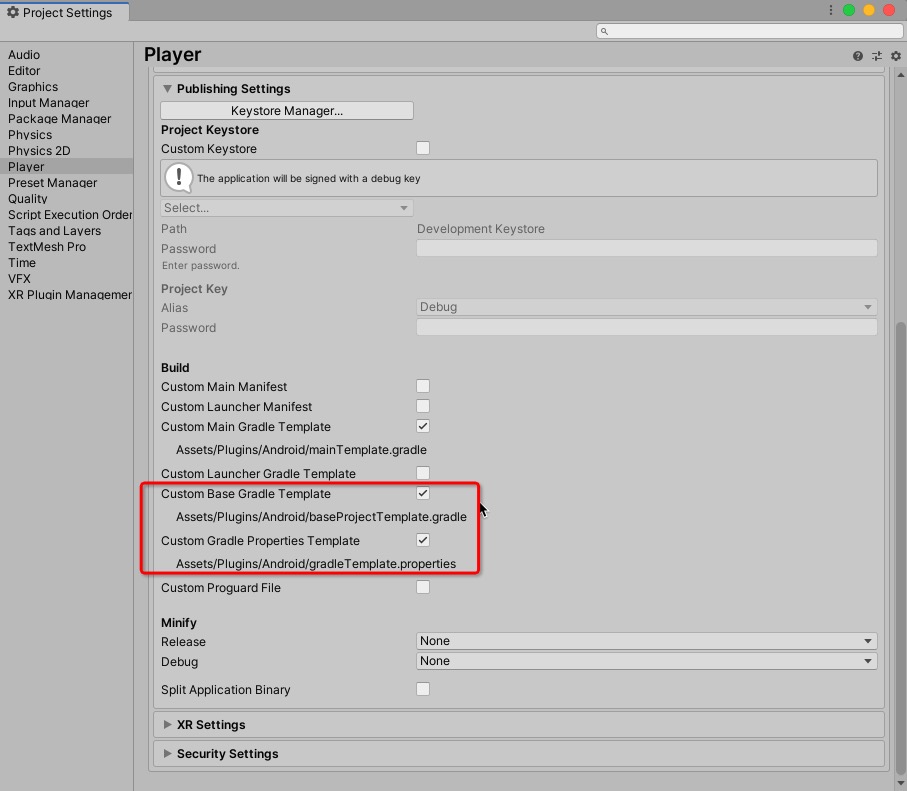 Project Settings
Player
Audio
Editor
Graphics
Input Manager
Package Manager
Physics
Physics 2D
Player
Preset Manager
Quality
Script Execution Order
Tags and Layers
TextMesh Pro
Time
VFX
XR Plugin Managemer
Publishing Settings
Keystore Manager...
Project Keystore
Custom Keystore
The application will be signed with a debug key
Select...
Path Development Keystore
Password
Enter password.
Project Key
Alias Debug
Password
Build
Custom Main Manifest
Custom Launcher Manifest
Custom Main Gradle Template
Assets/Plugins/Android/mainTemplate.gradle
Custom Launcher Gradle Template
Custom Base Gradle Template
Assets/Plugins/Android/baseProjectTemplate.gradle
Custom Gradle Properties Template
Assets/Plugins/Android/gradleTemplate.properties
Custom Proguard File
Minify
Release None
Debug None
Split Application Binary
XR Settings
Security Settings